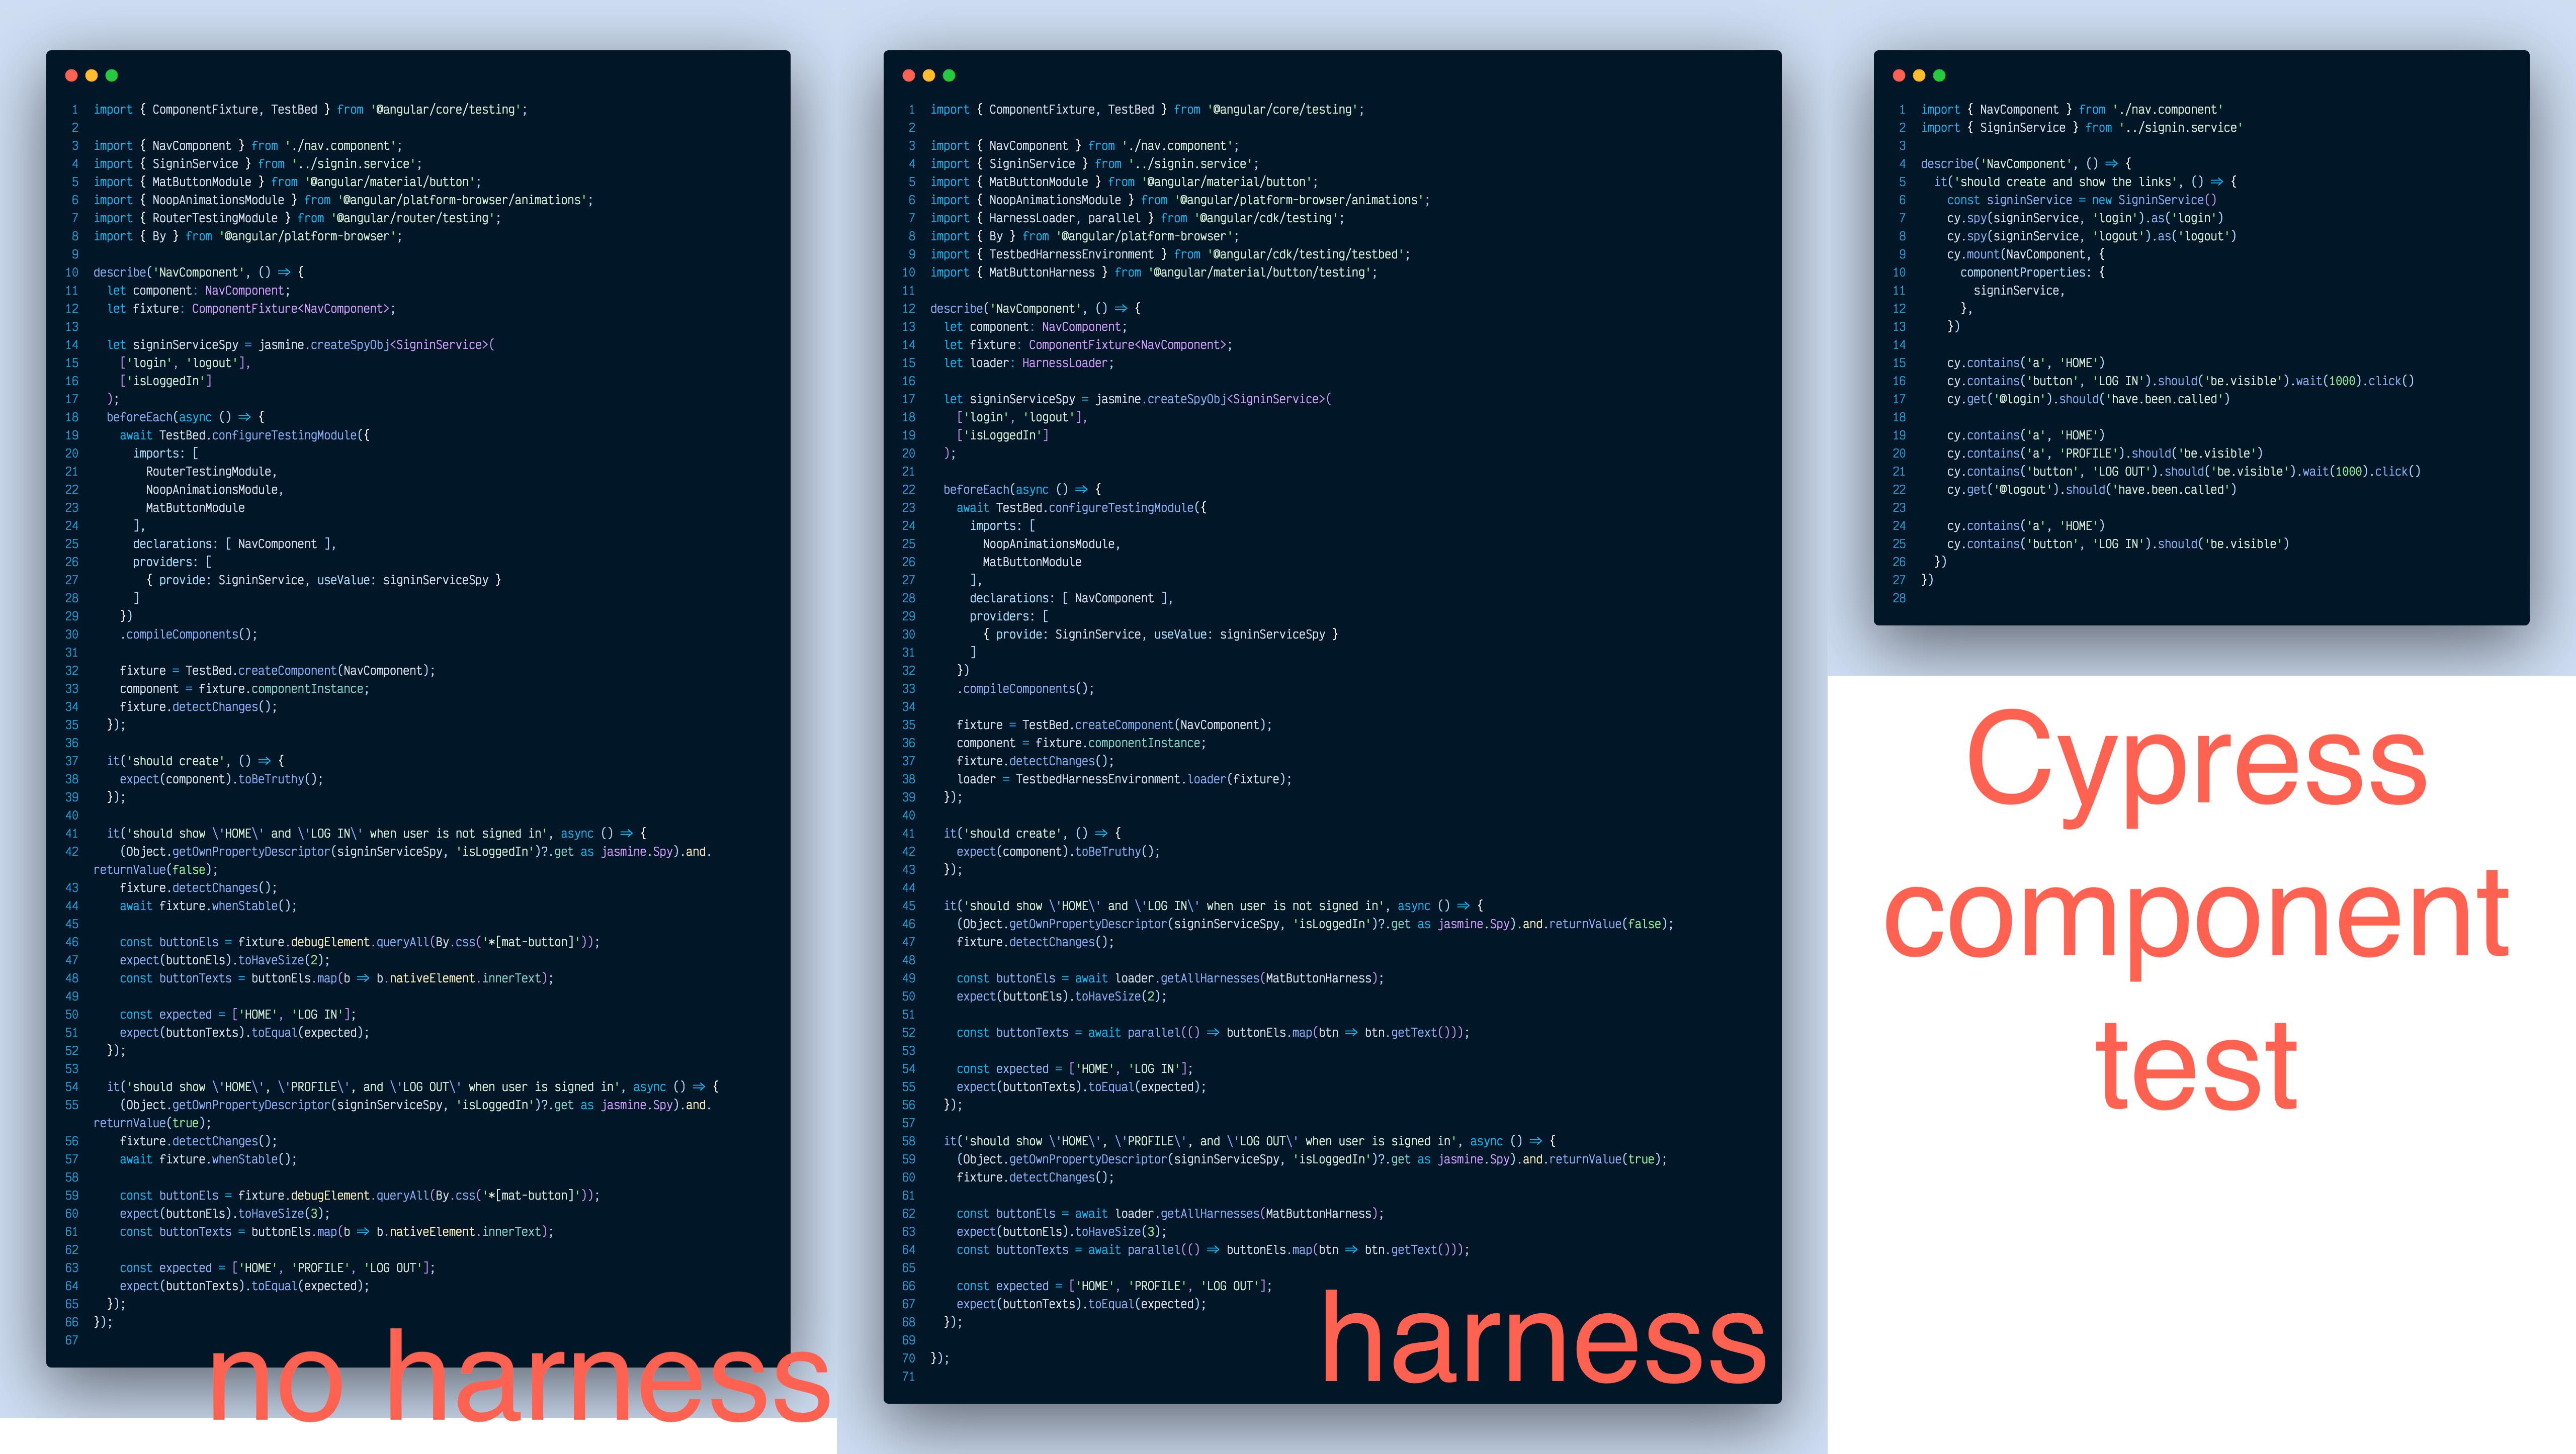 1 import { ComponentFixture, TestBed } from '@angular/core/testing';
2
3 import { NavComponent } from './nav.component';
4 import { SigninService } from '../signin.service';
5 import { MatButtonModule } from '@angular/material/button';
6 import { NoopAnimationsModule } from '@angular/platform-browser/animations';
7 import { RouterTestingModule } from '@angular/router/testing';
8 import { By } from '@angular/platform-browser';
9
10 describe('NavComponent', () => {
11 let component: NavComponent;
12 let fixture: ComponentFixture<NavComponent>;
13
14 let signinServiceSpy = jasmine.createSpyObj<SigninService>(
15 ['login', 'logout'],
16 ['isLoggedIn']
17 );
18 beforeEach(async () => {
19 await TestBed.configureTestingModule({
20 imports: [
21 RouterTestingModule,
22 NoopAnimationsModule,
23 MatButtonModule
24 ],
25 declarations: [ NavComponent ],
26 providers: [
27 { provide: SigninService, useValue: signinServiceSpy }
28 ]
29 })
30 .compileComponents();
31
32 fixture = TestBed.createComponent(NavComponent);
33 component = fixture.componentInstance;
34 fixture.detectChanges();
35 });
36
37 it('should create', () => {
38 expect(component).toBeTruthy();
39 });
40
41 it('should show \'HOME\' and \'LOG IN\' when user is not signed in', async () => {
42 (Object.getOwnPropertyDescriptor(signinServiceSpy, 'isLoggedIn')?.get as jasmine.Spy).and.
returnValue(false);
43 fixture.detectChanges();
44 await fixture.whenStable();
45
46 const buttonEls = fixture.debugElement.queryAll(By.css('*[mat-button]'));
47 expect(buttonEls).toHaveSize(2);
48 const buttonTexts = buttonEls.map(b => b.nativeElement.innerText);
49
50 const expected = ['HOME', 'LOG IN'];
51 expect(buttonTexts).toEqual(expected);
52 });
53
54 it('should show \'HOME\', \'PROFILE\', and \'LOG OUT\' when user is signed in', async () => {
55 (Object.getOwnPropertyDescriptor(signinServiceSpy, 'isLoggedIn')?.get as jasmine.Spy).and.
returnValue(true);
56 fixture.detectChanges();
57 await fixture.whenStable();
58
59 const buttonEls = fixture.debugElement.queryAll(By.css('*[mat-button]'));
60 expect(buttonEls).toHaveSize(3);
61 const buttonTexts = buttonEls.map(b => b.nativeElement.innerText);
62
63 const expected = ['HOME', 'PROFILE', 'LOG OUT'];
64 expect(buttonTexts).toEqual(expected);
65 });
66 });
67
no harness
1 import { ComponentFixture, TestBed } from '@angular/core/testing';
2
3 import { NavComponent } from './nav.component';
4 import { SigninService } from '../signin.service';
5 import { MatButtonModule } from '@angular/material/button';
6 import { NoopAnimationsModule } from '@angular/platform-browser/animations';
7 import { HarnessLoader, parallel } from '@angular/cdk/testing';
8 import { By } from '@angular/platform-browser';
9 import { TestbedHarnessEnvironment } from '@angular/cdk/testing/testbed';
10 import { MatButtonHarness } from '@angular/material/button/testing';
11
12 describe('NavComponent', () => {
13 let component: NavComponent;
14 let fixture: ComponentFixture<NavComponent>;
15 let loader: HarnessLoader;
16
17 let signinServiceSpy = jasmine.createSpyObj<SigninService>(
18 ['login', 'logout'],
19 ['isLoggedIn']
20 );
21
22 beforeEach(async () => {
23 await TestBed.configureTestingModule({
24 imports: [
25 NoopAnimationsModule,
26 MatButtonModule
27 ],
28 declarations: [ NavComponent ],
29 providers: [
30 { provide: SigninService, useValue: signinServiceSpy }
31 ]
32 })
33 .compileComponents();
34
35 fixture = TestBed.createComponent(NavComponent);
36 component = fixture.componentInstance;
37 fixture.detectChanges();
38 loader = TestbedHarnessEnvironment.loader(fixture);
39 });
40
41 it('should create', () => {
42 expect(component).toBeTruthy();
43 });
44
45 it('should show \'HOME\' and \'LOG IN\' when user is not signed in', async () => {
46 (Object.getOwnPropertyDescriptor(signinServiceSpy, 'isLoggedIn')?.get as jasmine.Spy).and.returnValue(false);
47 fixture.detectChanges();
48
49 const buttonEls = await loader.getAllHarnesses(MatButtonHarness);
50 expect(buttonEls).toHaveSize(2);
51
52 const buttonTexts = await parallel(() => buttonEls.map(btn => btn.getText()));
53
54 const expected = ['HOME', 'LOG IN'];
55 expect(buttonTexts).toEqual(expected);
56 });
57
58 it('should show \'HOME\', \'PROFILE\', and \'LOG OUT\' when user is signed in', async () => {
59 (Object.getOwnPropertyDescriptor(signinServiceSpy, 'isLoggedIn')?.get as jasmine.Spy).and.returnValue(true);
60 fixture.detectChanges();
61
62 const buttonEls = await loader.getAllHarnesses(MatButtonHarness);
63 expect(buttonEls).toHaveSize(3);
64 const buttonTexts = await parallel(() => buttonEls.map(btn => btn.getText()));
65
66 const expected = ['HOME', 'PROFILE', 'LOG OUT'];
67 expect(buttonTexts).toEqual(expected);
68 });
69
70 });
71
harness
1 import { NavComponent } from './nav.component'
2 import { SigninService } from '../signin.service'
3
4 describe('NavComponent', () => {
5 it('should create and show the links', () => {
6 const signinService = new SigninService()
7 cy.spy(signinService, 'login').as('login')
8 cy.spy(signinService, 'logout').as('logout')
9 cy.mount(NavComponent, {
10 componentProperties: {
11 signinService,
12 },
13 })
14
15 cy.contains('a', 'HOME')
16 cy.contains('button', 'LOG IN').should('be.visible').wait(1000).click()
17 cy.get('@login').should('have.been.called')
18
19 cy.contains('a', 'HOME')
20 cy.contains('a', 'PROFILE').should('be.visible')
21 cy.contains('button', 'LOG OUT').should('be.visible').wait(1000).click()
22 cy.get('@logout').should('have.been.called')
23
24 cy.contains('a', 'HOME')
25 cy.contains('button', 'LOG IN').should('be.visible')
26 })
27 })
28
Cypress
component
test